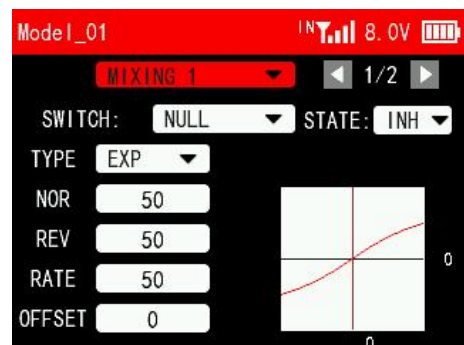 Model_01 IN 8.0V
MIXING 1 1/2
SWITCH: NULL STATE: INH
TYPE EXP
NOR 50
REV 50
0
RATE 50
OFFSET 0
0